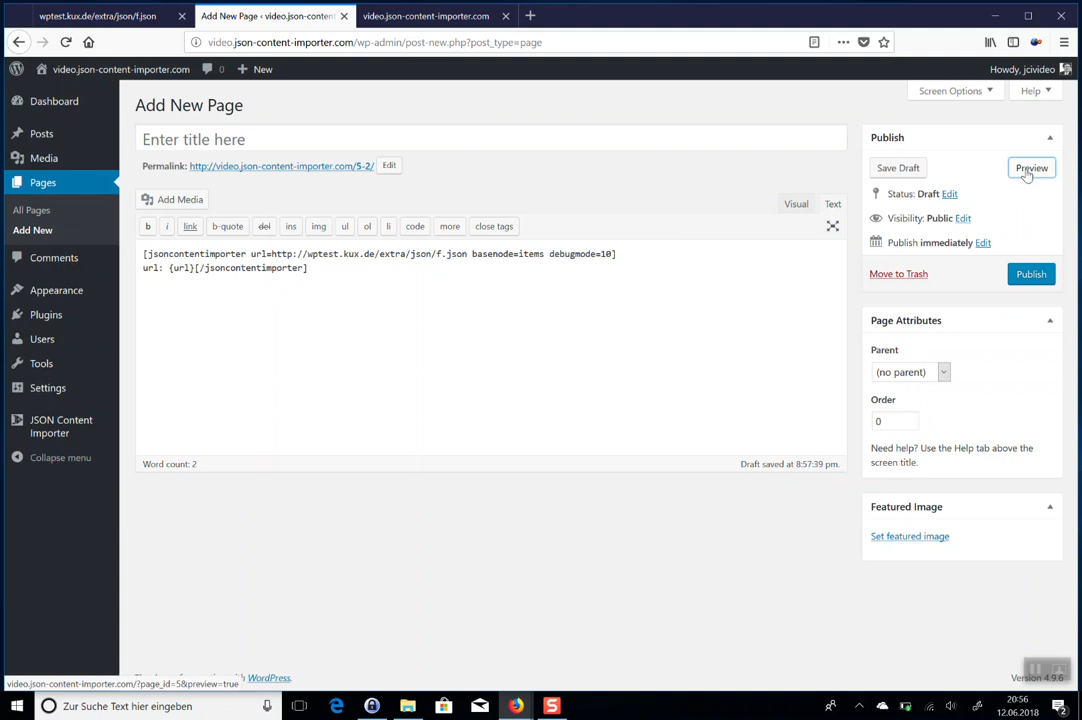 wptest.kux.de/extra/json/f.json
Add New Page ‹ video.json-content-
video.json-content-importer.com/
video.json-content-importer.com/wp-admin/post-new.php?post_type=page
video.json-content-importer.com
0
New
Howdy, jcivideo
Dashboard
Posts
Media
Pages
All Pages
Add New
Comments
Appearance
Plugins
Users
Tools
Settings
JSON Content
Importer
Collapse menu
Screen Options
Help
Add New Page
Enter title here
Permalink: http://video.json-content-importer.com/5-2/
Edit
Add Media
Visual
Text
b
i
link
b-quote
del
ins
img
ul
ol
li
code
more
close tags
[jsoncontentimporter url=http://wptest.kux.de/extra/json/f.json basenode=items debugmode=10]
url: {url}[/jsoncontentimporter]
Word count: 2
Draft saved at 8:57:39 pm.
Publish
Save Draft
Preview
Status: Draft Edit
Visibility: Public Edit
Publish immediately Edit
Move to Trash
Publish
Page Attributes
Parent
(no parent)
Order
0
Need help? Use the Help tab above the
screen title.
Featured Image
Set featured image
WordPress.
Version 4.9.6
video.json-content-importer.com/?page_id=5&preview=true
Zur Suche Text hier eingeben
S
20:56
12.06.2018
2